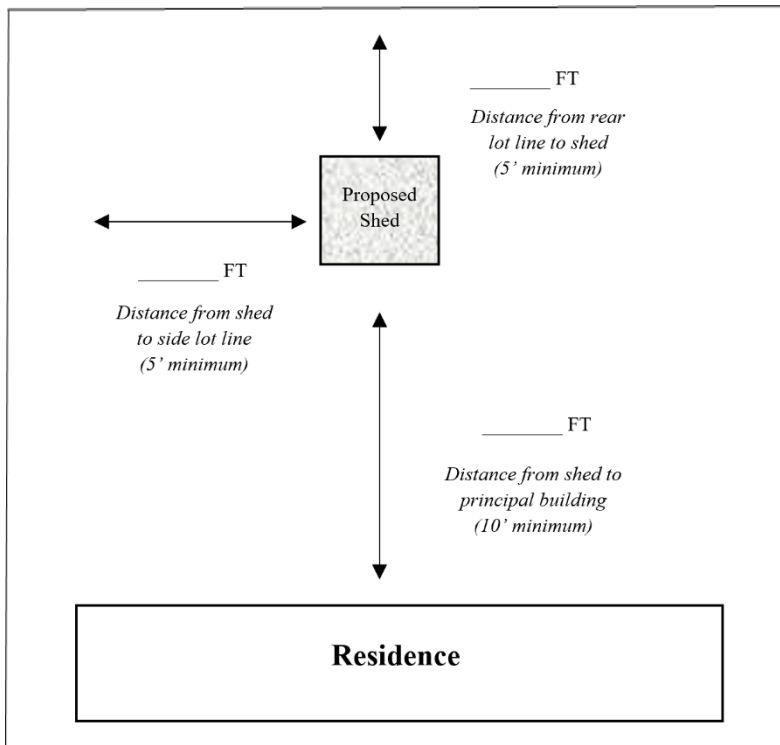 ________ FT
Distance from rear
lot line to shed
(5’ minimum)
Proposed
Shed
________ FT
Distance from shed
to side lot line
(5’ minimum)
________ FT
Distance from shed to
principal building
(10’ minimum)
Residence